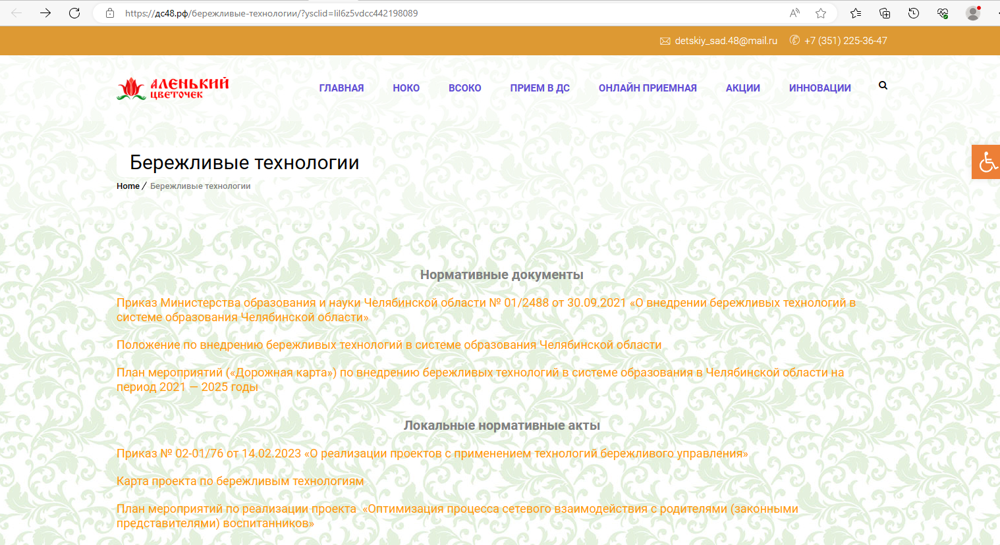 https://дс48.рф/бережливые-технологии/?ysclid=lil6z5vdcc442198089
detskiy_sad.48@mail.ru +7 (351) 225-36-47
АЛЕНЬКИЙ
ЦВЕТОЧЕК
ГЛАВНАЯ НОКО ВСОКО ПРИЕМ В ДС ОНЛАЙН ПРИЕМНАЯ АКЦИИ ИННОВАЦИИ
Бережливые технологии
Home / Бережливые технологии
Нормативные документы
Приказ Министерства образования и науки Челябинской области № 01/2488 от 30.09.2021 «О внедрении бережливых технологий в
системе образования Челябинской области»
Положение по внедрению бережливых технологий в системе образования Челябинской области
План мероприятий («Дорожная карта») по внедрению бережливых технологий в системе образования в Челябинской области на
период 2021 — 2025 годы
Локальные нормативные акты
Приказ № 02-01/76 от 14.02.2023 «О реализации проектов с применением технологий бережливого управления»
Карта проекта по бережливым технологиям
План мероприятий по реализации проекта «Оптимизация процесса сетевого взаимодействия с родителями (законными
представителями) воспитанников»